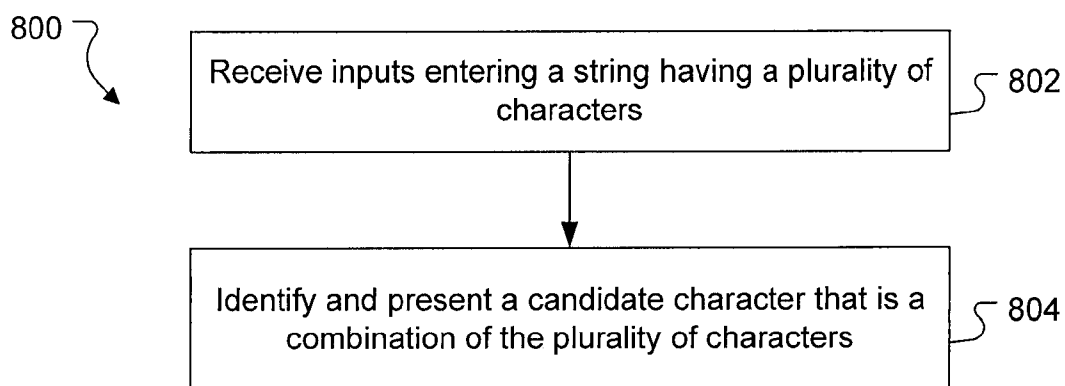 800
Receive inputs entering a string having a plurality of
characters
802
Identify and present a candidate character that is a
combination of the plurality of characters
804